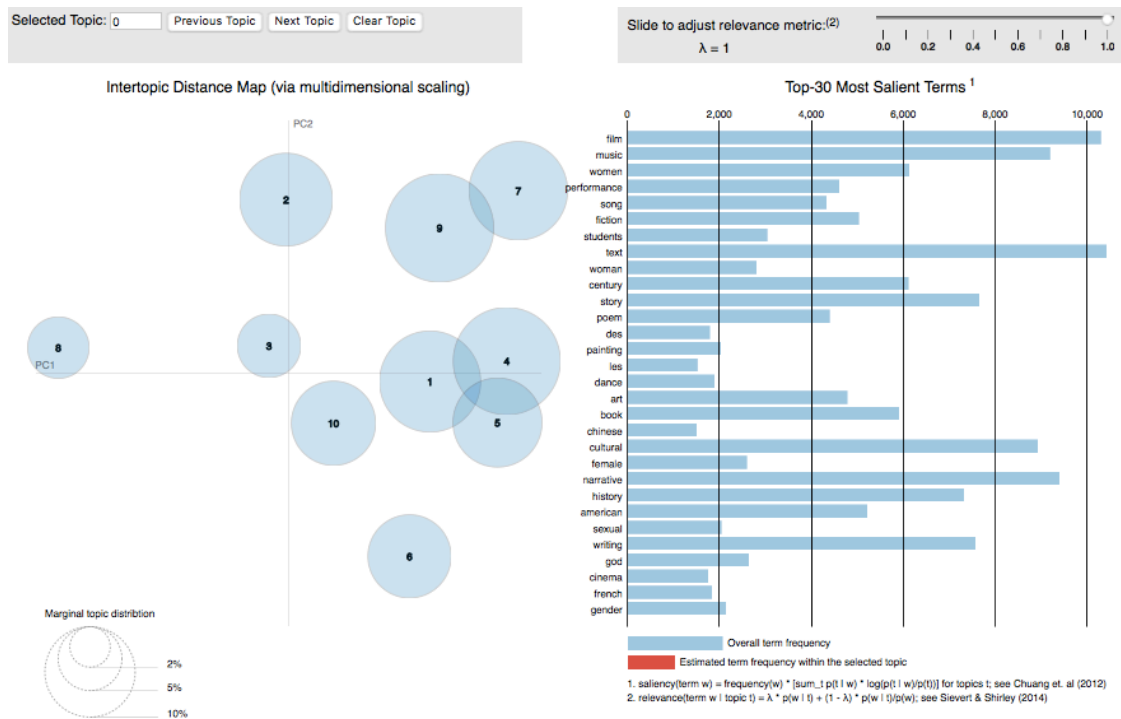 Selected Topic: 0 Previous Topic Next Topic Clear Topic
Slide to adjust relevance metric:(2)
λ = 1
0.0 0.2 0.4 0.6 0.8 1.0
Intertopic Distance Map (via multidimensional scaling)
PC2
PC1
2
7
9
8
3
1
4
5
10
6
Marginal topic distribtion
2%
5%
10%
Top-30 Most Salient Terms 1
0 2,000 4,000 6,000 8,000 10,000
film
music
women
performance
song
fiction
students
text
woman
century
story
poem
des
painting
les
dance
art
book
chinese
cultural
female
narrative
history
american
sexual
writing
god
cinema
french
gender
Overall term frequency
Estimated term frequency within the selected topic
1. saliency(term w) = frequency(w) * [sum_t p(t | w) * log(p(t | w)/p(t))] for topics t; see Chuang et. al (2012)
2. relevance(term w | topic t) = λ * p(w | t) + (1 - λ) * p(w | t)/p(w); see Sievert & Shirley (2014)